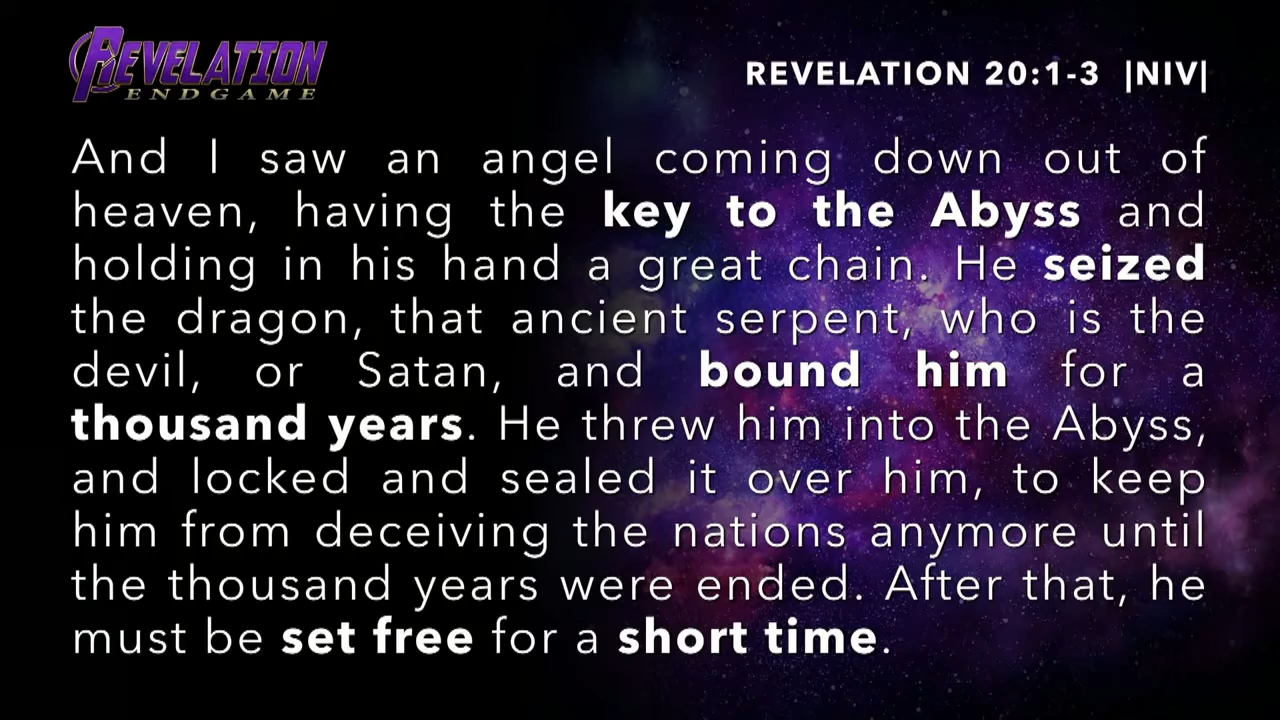 REVELATION
ENDGAME
REVELATION 20:1-3 |NIV|
And I saw an angel coming down out of
heaven, having the key to the Abyss and
holding in his hand a great chain. He seized
the dragon, that ancient serpent, who is the
devil, or Satan, and bound him for a
thousand years. He threw him into the Abyss,
and locked and sealed it over him, to keep
him from deceiving the nations anymore until
the thousand years were ended. After that, he
must be set free for a short time.